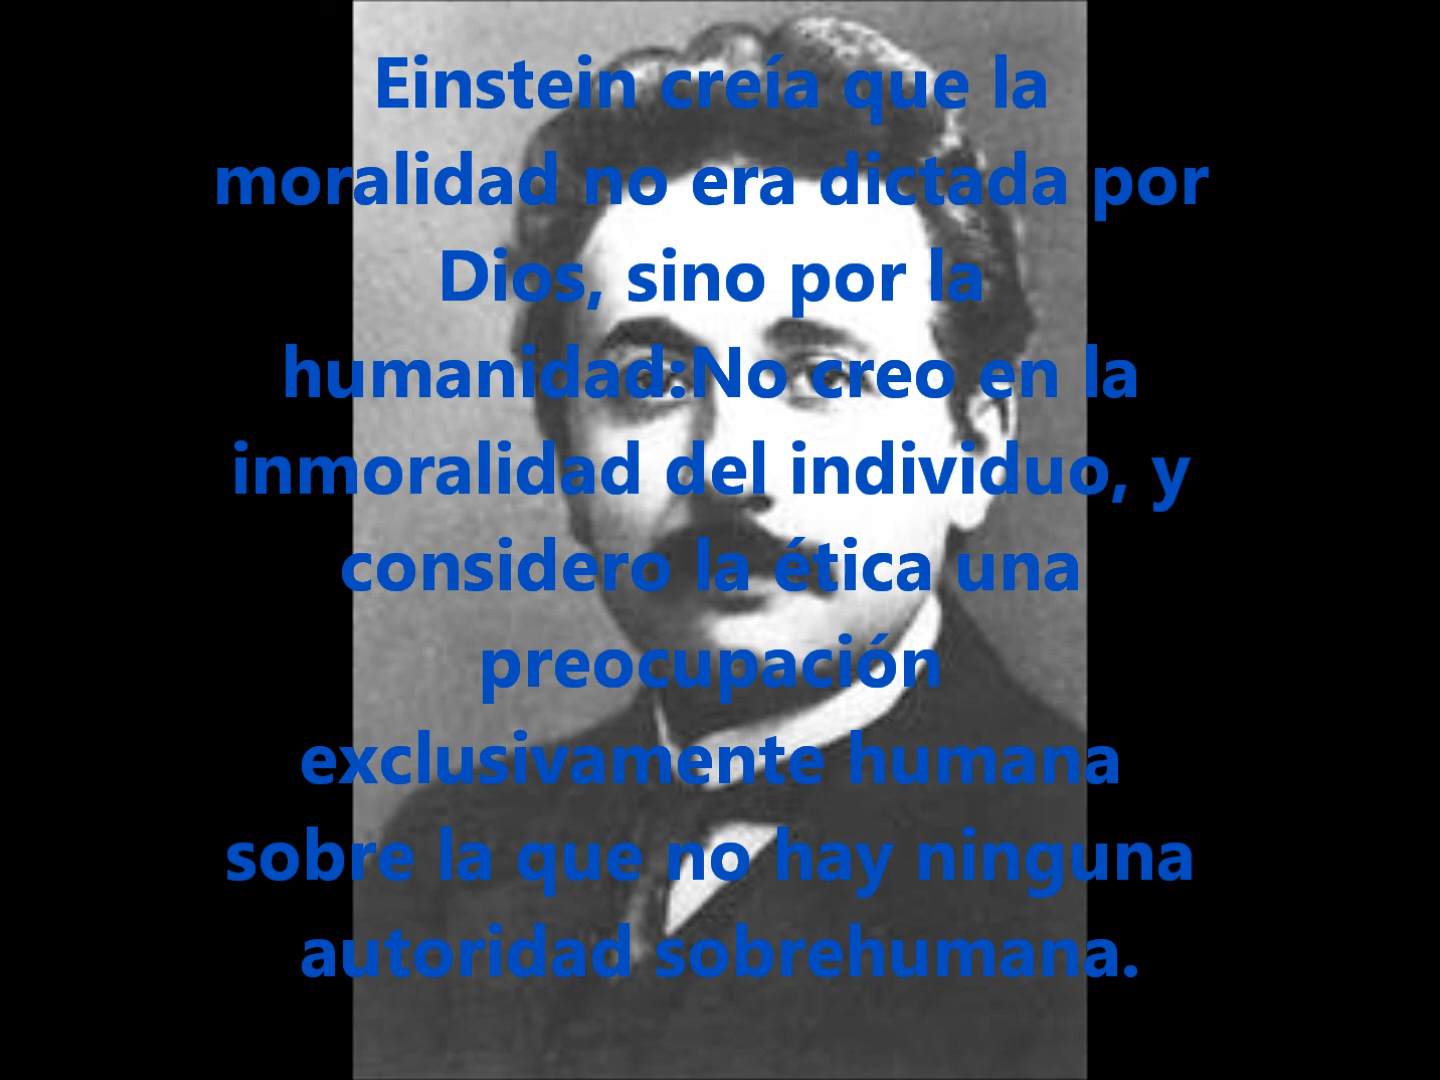 Einstein creía que la
moralidad no era dictada por
Dios, sino por la
humanidad:No creo en la
inmoralidad del individuo, y
considero la ética una
preocupación
exclusivamente humana
sobre la que no hay ninguna
autoridad sobrehumana.